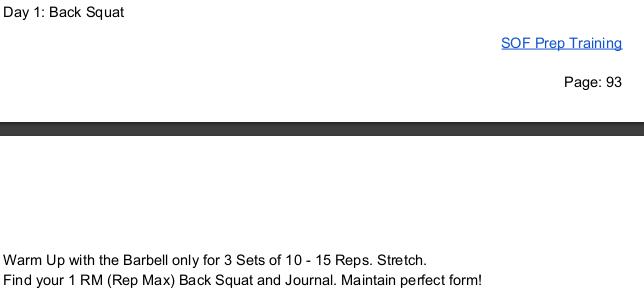 Day 1: Back Squat
SOF Prep Training
Page: 93
Warm Up with the Barbell only for 3 Sets of 10 - 15 Reps. Stretch.
Find your 1 RM (Rep Max) Back Squat and Journal. Maintain perfect form!